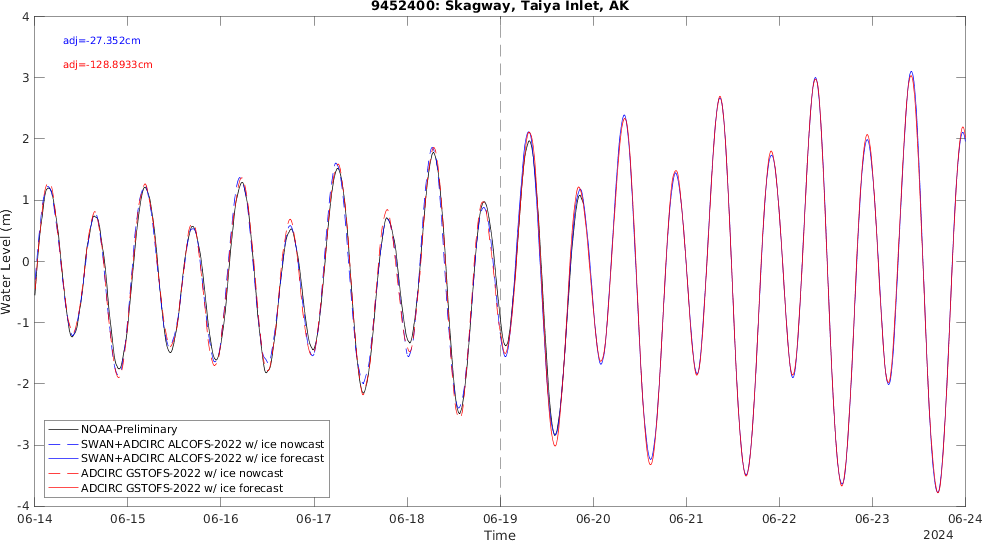 9452400: Skagway, Taiya Inlet, AK
adj=-27.352cm
adj=-128.8933cm
4
3
2
1
0
-1
-2
-3
-4
Water Level (m)
NOAA-Preliminary
SWAN+ADCIRC ALCOFS-2022 w/ ice nowcast
SWAN+ADCIRC ALCOFS-2022 w/ ice forecast
ADCIRC GSTOFS-2022 w/ ice nowcast
ADCIRC GSTOFS-2022 w/ ice forecast
06-14 06-15 06-16 06-17 06-18 06-19 06-20 06-21 06-22 06-23 06-24
Time
2024